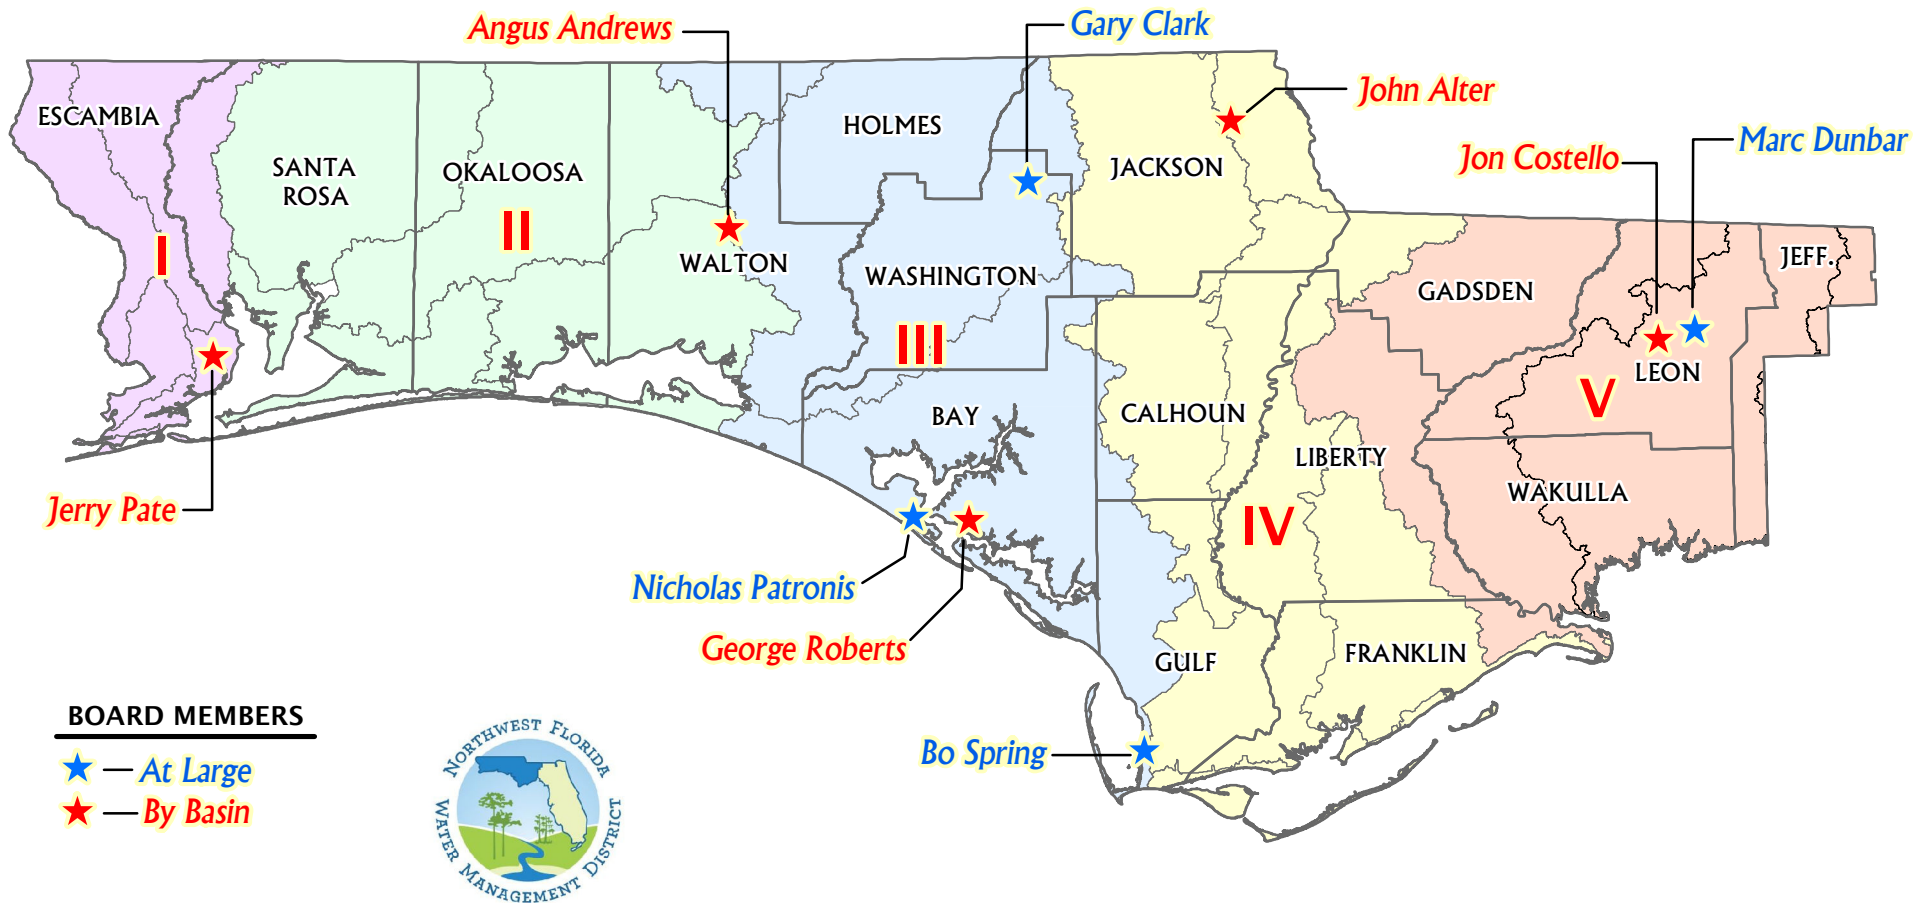 Angus Andrews
Gary Clark
John Alter
Marc Dunbar
Jon Costello
ESCAMBIA
SANTA
ROSA
OKALOOSA
HOLMES
JACKSON
WALTON
WASHINGTON
GADSDEN
JEFF.
LEON
BAY
CALHOUN
LIBERTY
WAKULLA
GULF
FRANKLIN
I
II
III
IV
V
Jerry Pate
Nicholas Patronis
George Roberts
Bo Spring
BOARD MEMBERS
At Large
By Basin
NORTHWEST FLORIDA
WATER MANAGEMENT DISTRICT